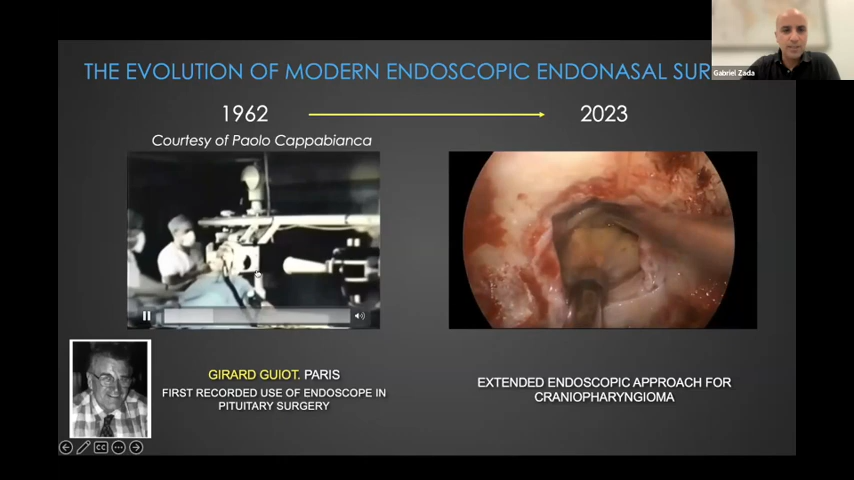 Gabriel Zada
THE EVOLUTION OF MODERN ENDOSCOPIC ENDONASAL SUR
1962
2023
Courtesy of Paolo Cappabianca
GIRARD GUIOT. PARIS
FIRST RECORDED USE OF ENDOSCOPE IN
PITUITARY SURGERY
EXTENDED ENDOSCOPIC APPROACH FOR
CRANIOPHARYNGIOMA
CC